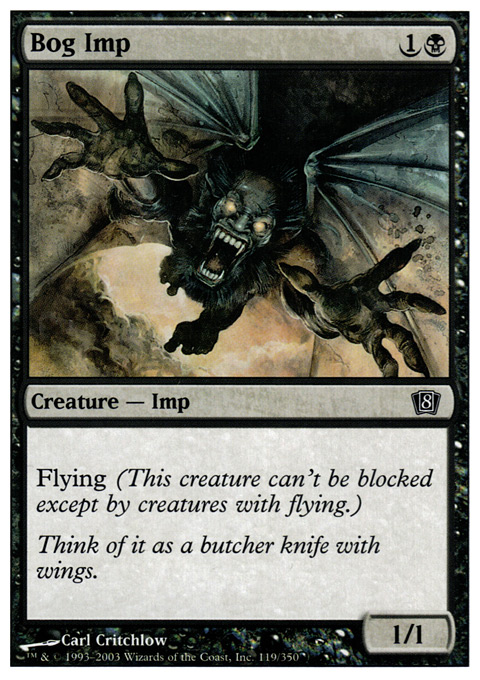 Bog Imp
1
Creature — Imp
8
Flying (This creature can't be blocked
except by creatures with flying.)
Think of it as a butcher knife with
wings.
1/1
Carl Critchlow
™ & © 1993–2003 Wizards of the Coast, Inc. 119/350